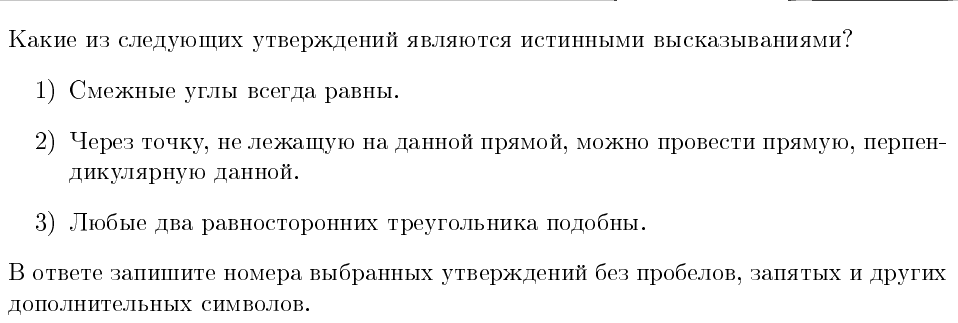 Какие из следующих утверждений являются истинными высказываниями?
1) Смежные углы всегда равны.
2) Через точку, не лежащую на данной прямой, можно провести прямую, перпен-
дикулярную данной.
3) Любые два равносторонних треугольника подобны.
В ответе запишите номера выбранных утверждений без пробелов, запятых и других
дополнительных символов.